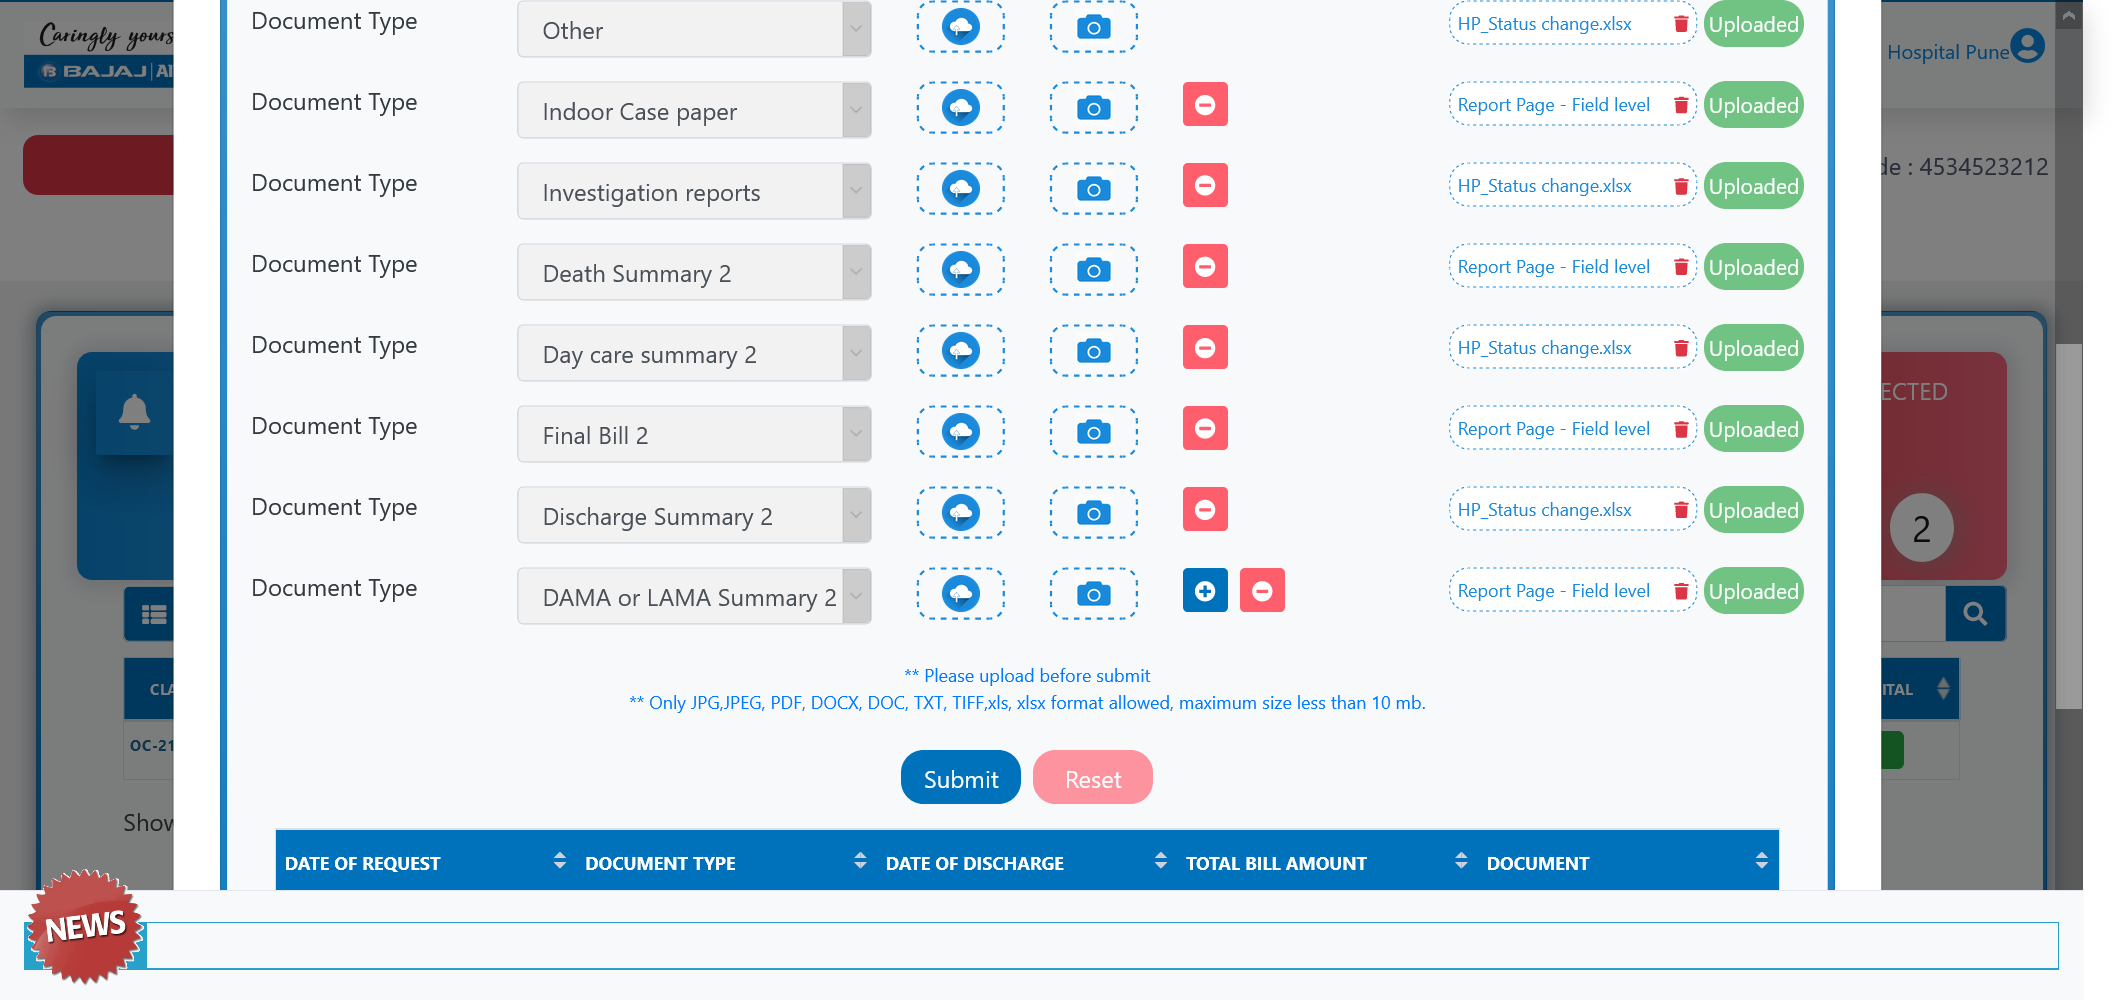 Caringly yours
BAJAJ | Al
Hospital Pune
de : 4534523212
Document Type Other HP_Status change.xlsx Uploaded
Document Type Indoor Case paper Report Page - Field level Uploaded
Document Type Investigation reports HP_Status change.xlsx Uploaded
Document Type Death Summary 2 Report Page - Field level Uploaded
Document Type Day care summary 2 HP_Status change.xlsx Uploaded
ECTED
Document Type Final Bill 2 Report Page - Field level Uploaded
Document Type Discharge Summary 2 HP_Status change.xlsx Uploaded
2
Document Type DAMA or LAMA Summary 2 Report Page - Field level Uploaded
** Please upload before submit
CLA
ITAL
** Only JPG,JPEG, PDF, DOCX, DOC, TXT, TIFF,xls, xlsx format allowed, maximum size less than 10 mb.
OC-21
Submit Reset
Show
DATE OF REQUEST DOCUMENT TYPE DATE OF DISCHARGE TOTAL BILL AMOUNT DOCUMENT
NEWS